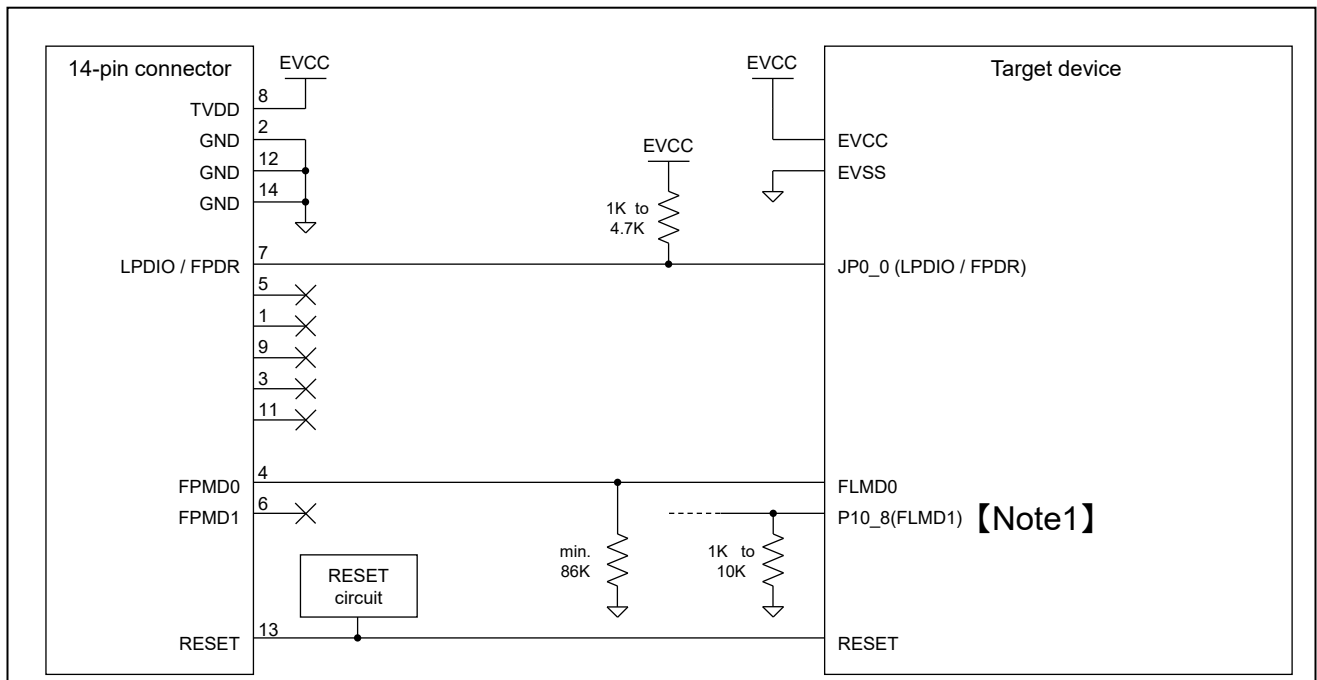 14-pin connector
EVCC
EVCC
Target device
TVDD
8
GND
2
GND
12
GND
14
EVCC
EVCC
EVSS
1K to
4.7K
LPDIO / FPDR
7
JP0_0 (LPDIO / FPDR)
5
1
9
3
11
FPMD0
4
FLMD0
FPMD1
6
P10_8(FLMD1) 【Note1】
min.
86K
1K to
10K
RESET
circuit
RESET
13
RESET